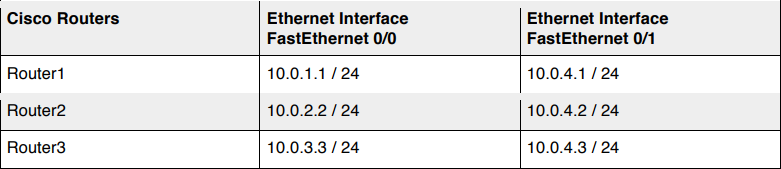 Cisco Routers Ethernet Interface Ethernet Interface
FastEthernet 0/0 FastEthernet 0/1
Router1 10.0.1.1 / 24 10.0.4.1 / 24
Router2 10.0.2.2 / 24 10.0.4.2 / 24
Router3 10.0.3.3 / 24 10.0.4.3 / 24